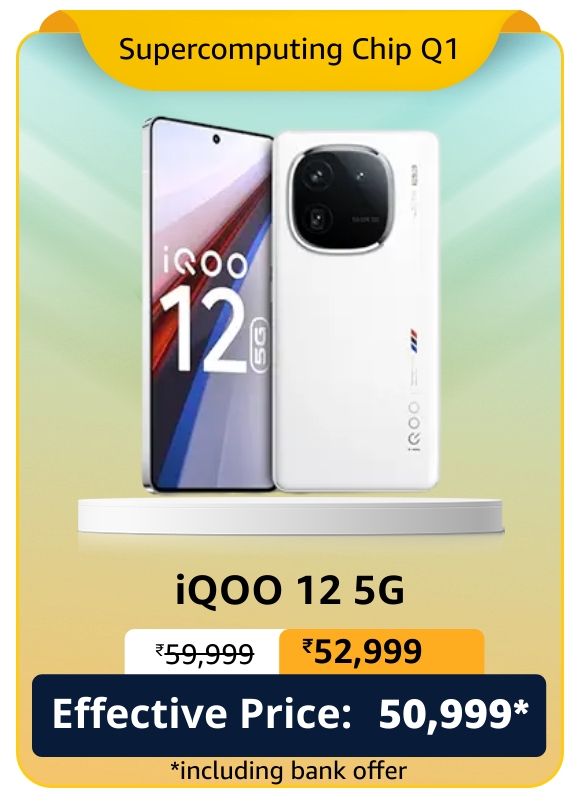 Supercomputing Chip Q1
iQOO
12 5G
iQOO
iQOO 12 5G
₹59,999 ₹52,999
Effective Price: 50,999*
*including bank offer